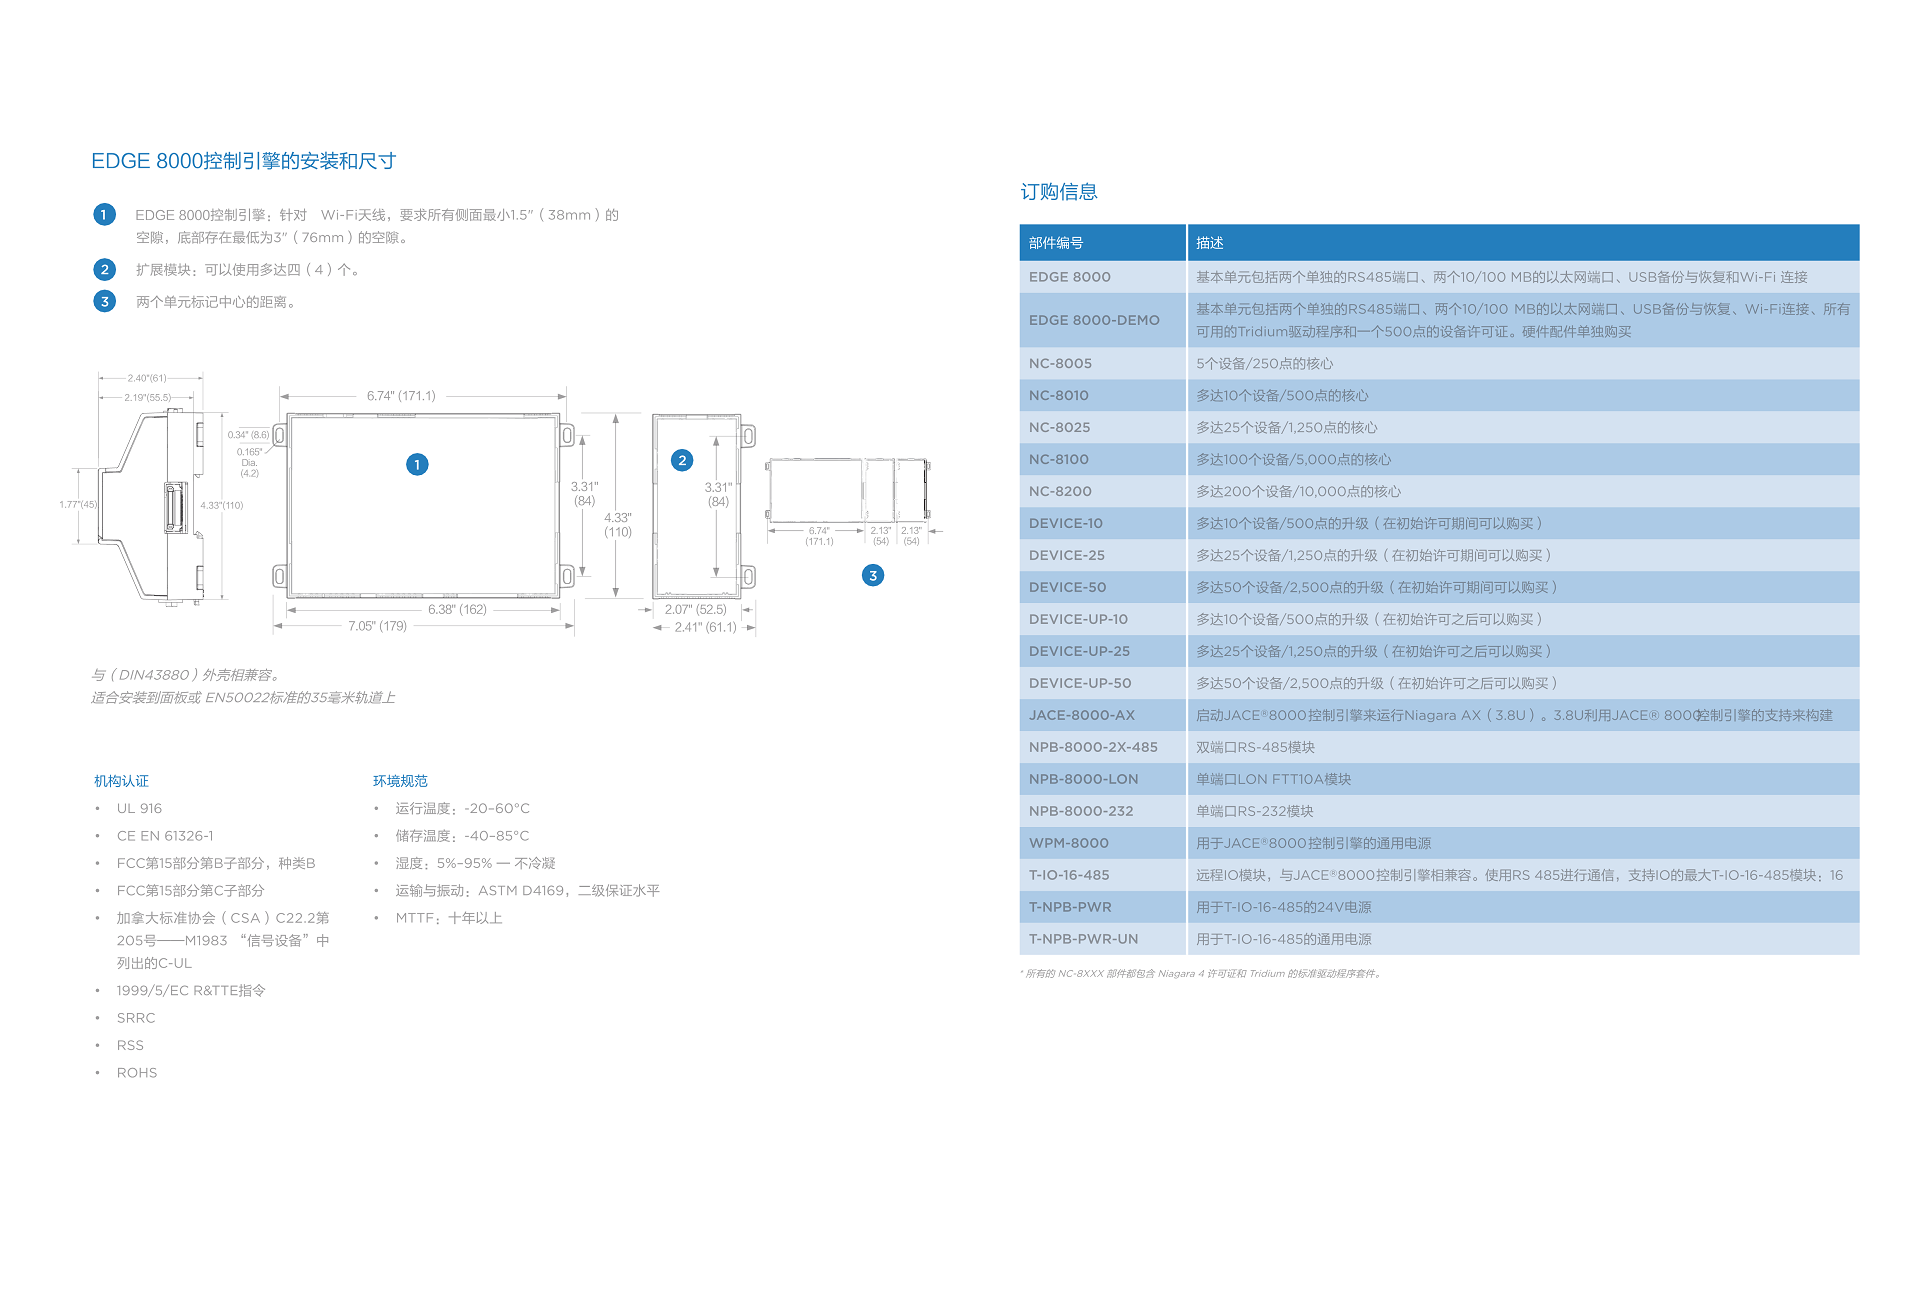 EDGE 8000控制引擎的安装和尺寸
1 EDGE 8000控制引擎：针对 Wi-Fi天线，要求所有侧面最小1.5"（38mm）的
空隙，底部存在最低为3"（76mm）的空隙。
2 扩展模块：可以使用多达四（4）个。
3 两个单元标记中心的距离。
2.40"(61)
2.19"(55.5)
0.34" (8.6)
0.165"
Dia.
(4.2)
1.77"(45)
4.33"(110)
6.74" (171.1)
1
3.31"
(84)
4.33"
(110)
6.38" (162)
7.05" (179)
2
3.31"
(84)
2.07" (52.5)
2.41" (61.1)
6.74"
(171.1)
2.13"
(54)
2.13"
(54)
3
与（DIN43880）外壳相兼容。
适合安装到面板或 EN50022标准的35毫米轨道上
机构认证
• UL 916
• CE EN 61326-1
• FCC第15部分第B子部分，种类B
• FCC第15部分第C子部分
• 加拿大标准协会（CSA）C22.2第
205号——M1983 “信号设备”中
列出的C-UL
• 1999/5/EC R&TTE指令
• SRRC
• RSS
• ROHS
环境规范
• 运行温度：-20-60°C
• 储存温度：-40-85°C
• 湿度：5%-95% — 不冷凝
• 运输与振动：ASTM D4169，二级保证水平
• MTTF：十年以上
订购信息
部件编号 描述
EDGE 8000 基本单元包括两个单独的RS485端口、两个10/100 MB的以太网端口、USB备份与恢复和Wi-Fi 连接
EDGE 8000-DEMO 基本单元包括两个单独的RS485端口、两个10/100 MB的以太网端口、USB备份与恢复、Wi-Fi连接、所有
可用的Tridium驱动程序和一个500点的设备许可证。硬件配件单独购买
NC-8005 5个设备/250点的核心
NC-8010 多达10个设备/500点的核心
NC-8025 多达25个设备/1,250点的核心
NC-8100 多达100个设备/5,000点的核心
NC-8200 多达200个设备/10,000点的核心
DEVICE-10 多达10个设备/500点的升级（在初始许可期间可以购买）
DEVICE-25 多达25个设备/1,250点的升级（在初始许可期间可以购买）
DEVICE-50 多达50个设备/2,500点的升级（在初始许可期间可以购买）
DEVICE-UP-10 多达10个设备/500点的升级（在初始许可之后可以购买）
DEVICE-UP-25 多达25个设备/1,250点的升级（在初始许可之后可以购买）
DEVICE-UP-50 多达50个设备/2,500点的升级（在初始许可之后可以购买）
JACE-8000-AX 启动JACE®8000控制引擎来运行Niagara AX（3.8U）。3.8U利用JACE® 8000控制引擎的支持来构建
NPB-8000-2X-485 双端口RS-485模块
NPB-8000-LON 单端口LON FTT10A模块
NPB-8000-232 单端口RS-232模块
WPM-8000 用于JACE®8000控制引擎的通用电源
T-IO-16-485 远程IO模块，与JACE®8000控制引擎相兼容。使用RS 485进行通信，支持IO的最大T-IO-16-485模块：16
T-NPB-PWR 用于T-IO-16-485的24V电源
T-NPB-PWR-UN 用于T-IO-16-485的通用电源
* 所有的 NC-8XXX 部件都包含 Niagara 4 许可证和 Tridium 的标准驱动程序套件。